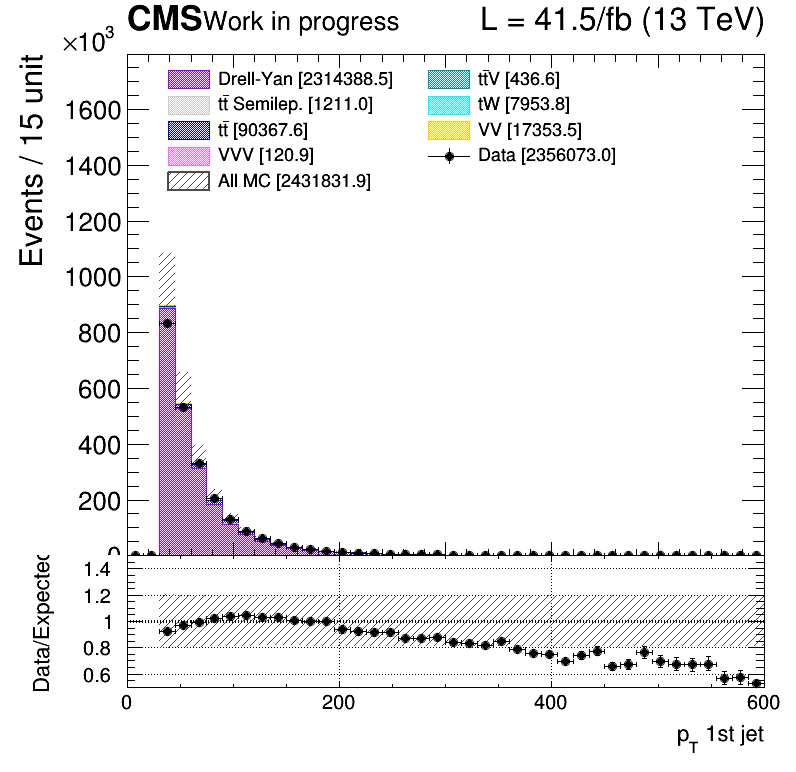 CMS Work in progress L = 41.5/fb (13 TeV)
×10³
Events / 15 unit
Drell-Yan [2314388.5]
tt̄ Semilep. [1211.0]
tt̄ [90367.6]
VVV [120.9]
All MC [2431831.9]
tt̄V [436.6]
tW [7953.8]
VV [17353.5]
Data [2356073.0]
1600
1400
1200
1000
800
600
400
200
0
Data/Expected
1.4
1.2
1
0.8
0.6
0 200 400 600
p_T 1st jet